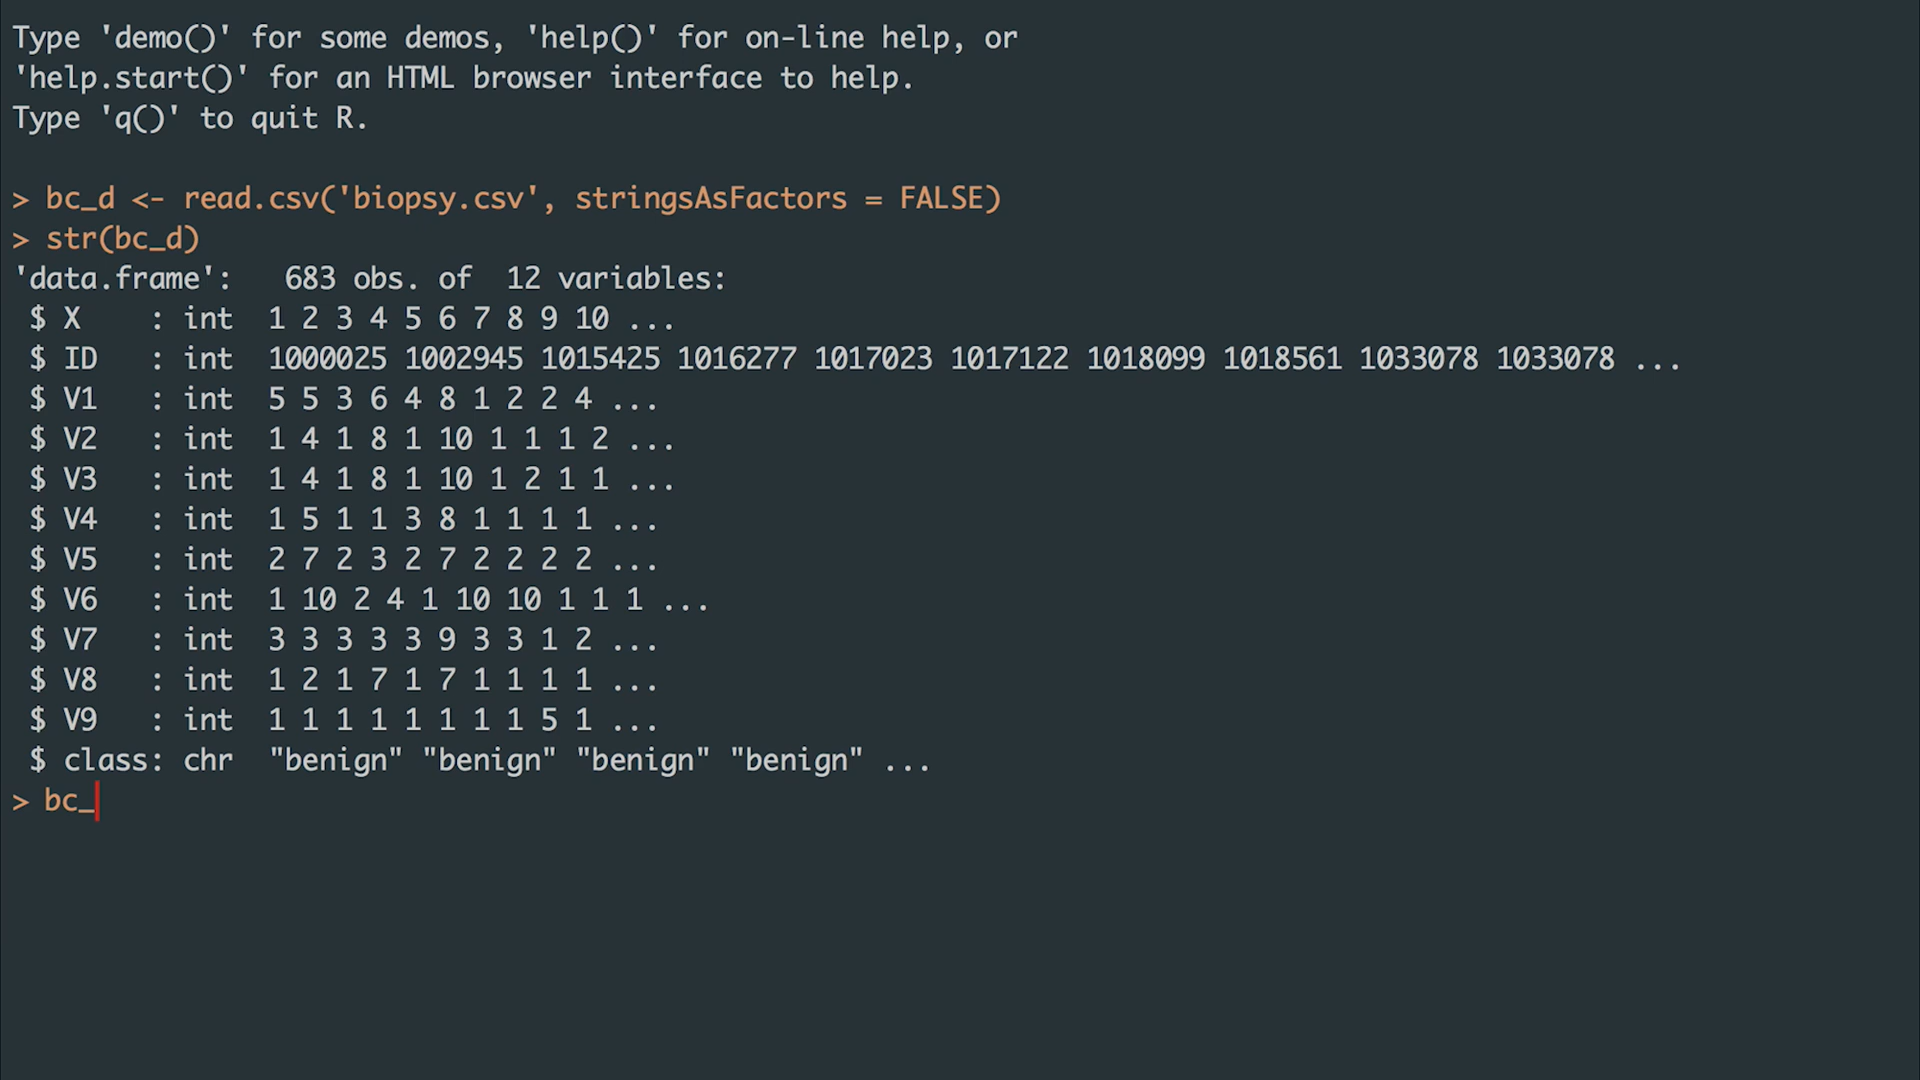 Type 'demo()' for some demos, 'help()' for on-line help, or
'help.start()' for an HTML browser interface to help.
Type 'q()' to quit R.
> bc_d <- read.csv('biopsy.csv', stringsAsFactors = FALSE)
> str(bc_d)
'data.frame':   683 obs. of  12 variables:
 $ X    : int  1 2 3 4 5 6 7 8 9 10 ...
 $ ID   : int  1000025 1002945 1015425 1016277 1017023 1017122 1018099 1018561 1033078 1033078 ...
 $ V1   : int  5 5 3 6 4 8 1 2 2 4 ...
 $ V2   : int  1 4 1 8 1 10 1 1 1 2 ...
 $ V3   : int  1 4 1 8 1 10 1 2 1 1 ...
 $ V4   : int  1 5 1 1 3 8 1 1 1 1 ...
 $ V5   : int  2 7 2 3 2 7 2 2 2 2 ...
 $ V6   : int  1 10 2 4 1 10 10 1 1 1 ...
 $ V7   : int  3 3 3 3 3 9 3 3 1 2 ...
 $ V8   : int  1 2 1 7 1 7 1 1 1 1 ...
 $ V9   : int  1 1 1 1 1 1 1 1 5 1 ...
 $ class: chr  "benign" "benign" "benign" "benign" ...
> bc_